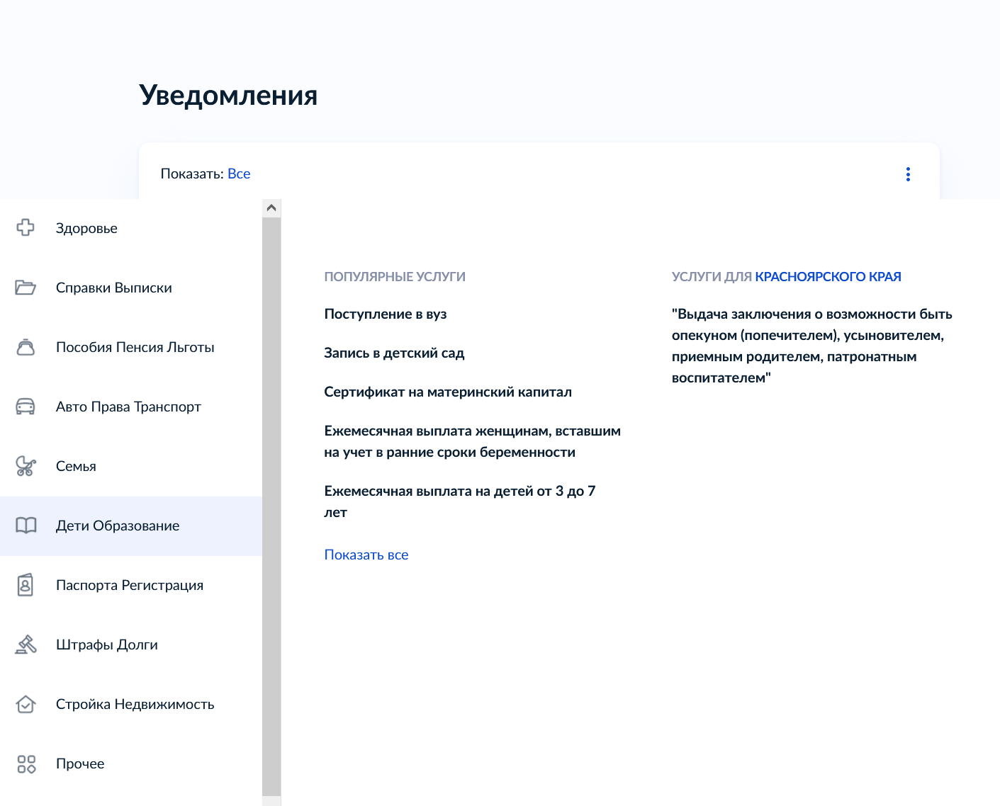 Уведомления
Показать: Все
Здоровье
Справки Выписки
Пособия Пенсия Льготы
Авто Права Транспорт
Семья
Дети Образование
Паспорта Регистрация
Штрафы Долги
Стройка Недвижимость
Прочее
ПОПУЛЯРНЫЕ УСЛУГИ
Поступление в вуз
Запись в детский сад
Сертификат на материнский капитал
Ежемесячная выплата женщинам, вставшим
на учет в ранние сроки беременности
Ежемесячная выплата на детей от 3 до 7
лет
Показать все
УСЛУГИ ДЛЯ КРАСНОЯРСКОГО КРАЯ
"Выдача заключения о возможности быть
опекуном (попечителем), усыновителем,
приемным родителем, патронатным
воспитателем"